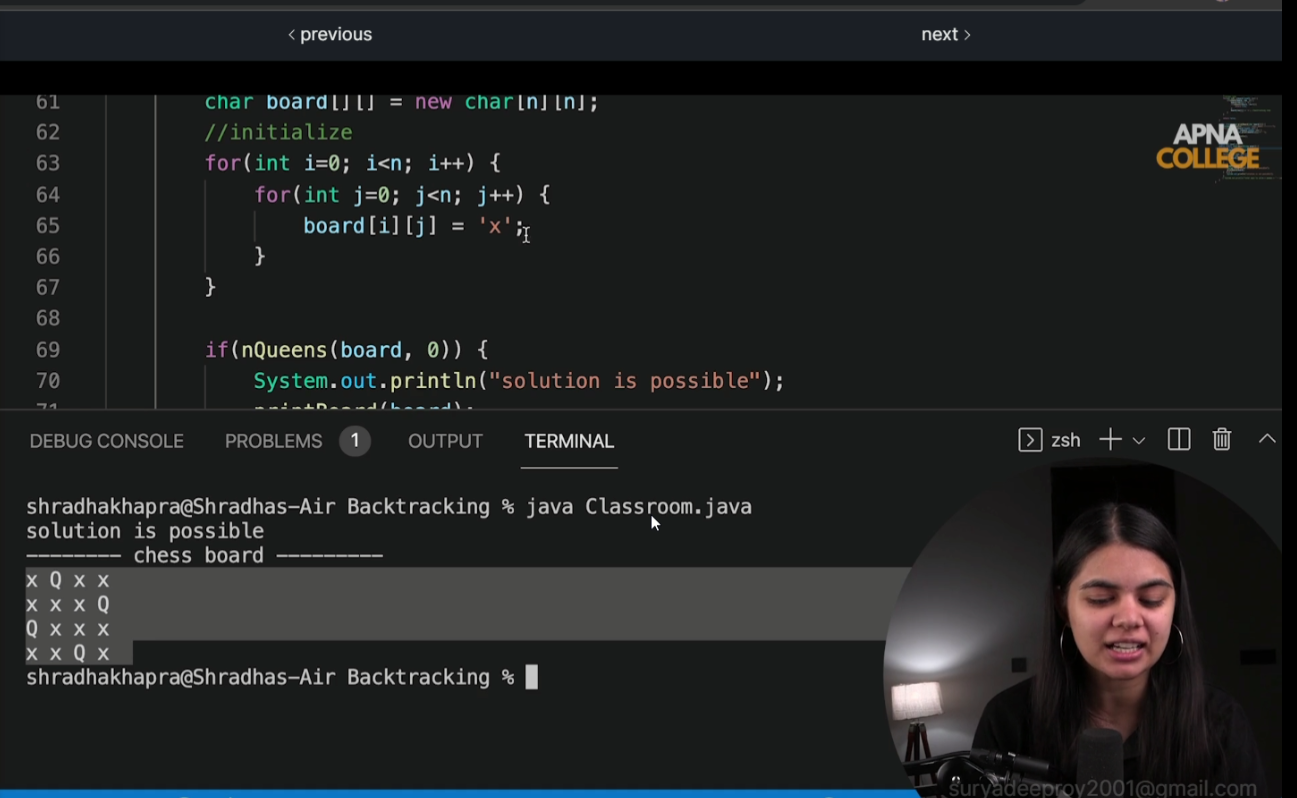 < previous
next >
61 char board[][] = new char[n][n];
62 //initialize
63 for(int i=0; i<n; i++) {
64 for(int j=0; j<n; j++) {
65 board[i][j] = 'x';
66 }
67 }
68
69 if(nQueens(board, 0)) {
70 System.out.println("solution is possible");
71 printBoard(board);
APNA
COLLEGE
DEBUG CONSOLE PROBLEMS 1 OUTPUT TERMINAL zsh
shradhakhapra@Shradhas-Air Backtracking % java Classroom.java
solution is possible
-------- chess board ---------
x Q x x
x x x Q
Q x x x
x x Q x
shradhakhapra@Shradhas-Air Backtracking %
suryadeeproy2001@gmail.com